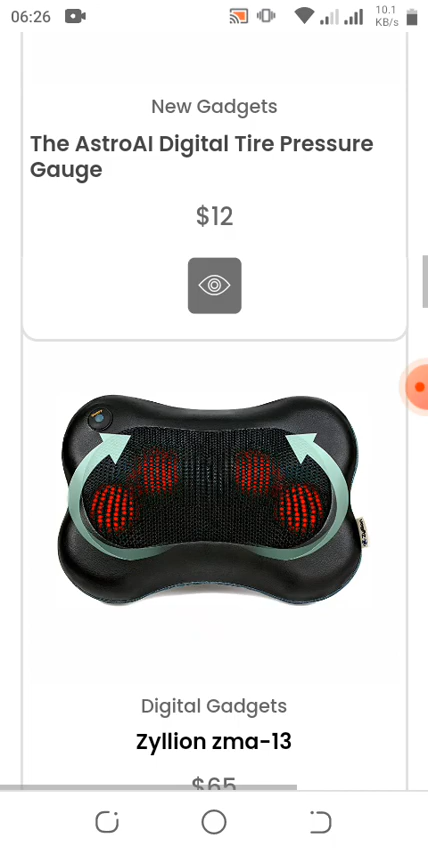 06:26
10.1
KB/s
New Gadgets
The AstroAI Digital Tire Pressure
Gauge
$12
Digital Gadgets
Zyllion zma-13
$65